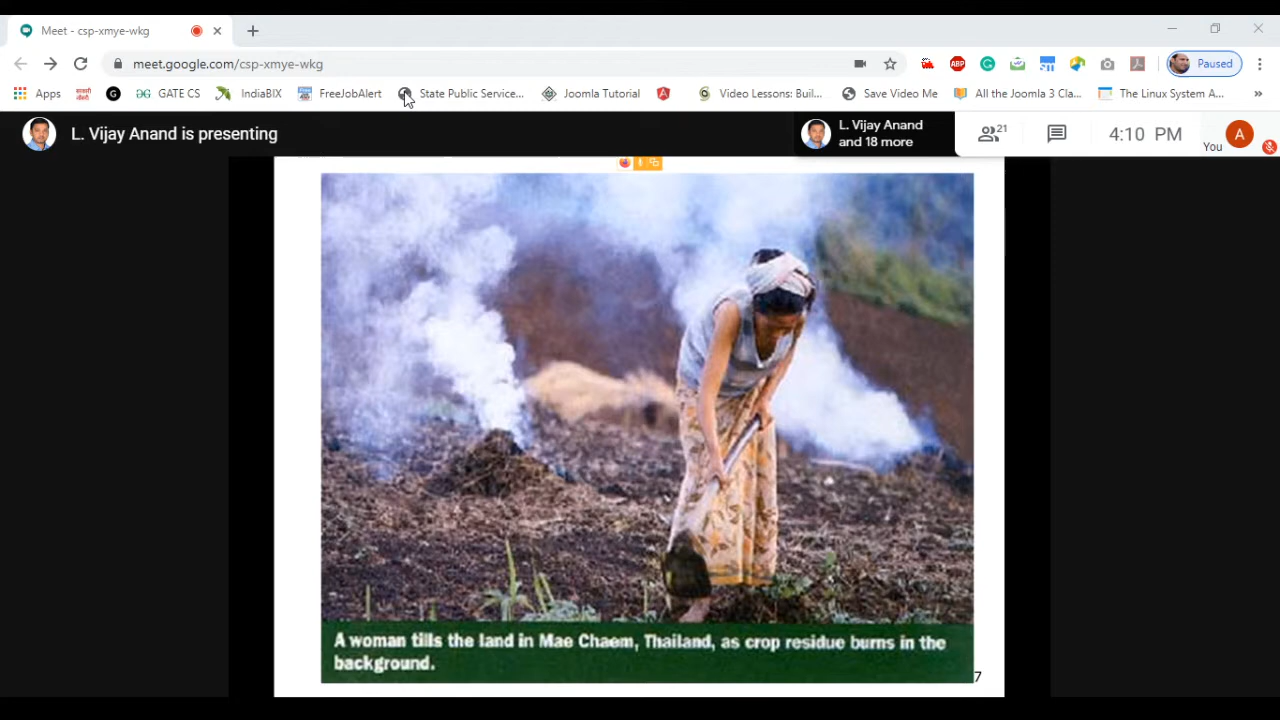 Meet - csp-xmye-wkg
meet.google.com/csp-xmye-wkg
ABP
Paused
Apps
G
GATE CS
IndiaBIX
FreeJobAlert
State Public Service...
Joomla Tutorial
Video Lessons: Buil...
Save Video Me
All the Joomla 3 Cla...
The Linux System A...
L. Vijay Anand is presenting
L. Vijay Anand
and 18 more
21
4:10 PM
You
A
A woman tills the land in Mae Chaem, Thailand, as crop residue burns in the
background.
7